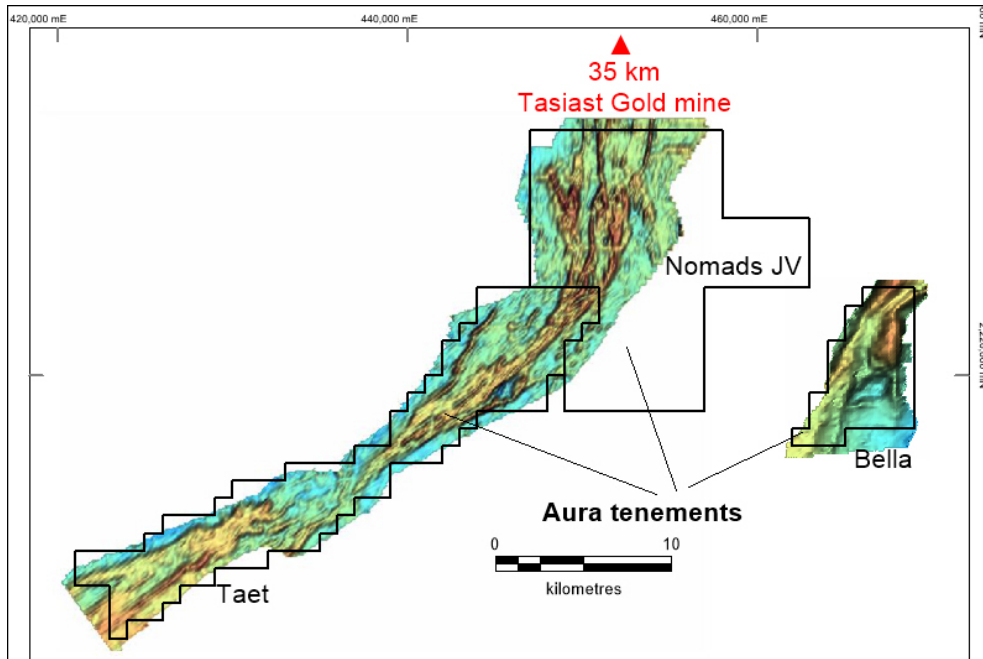 420,000 mE
440,000 mE
460,000 mE
35 km
Tasiast Gold mine
Nomads JV
Bella
Aura tenements
0 10
kilometres
Taet